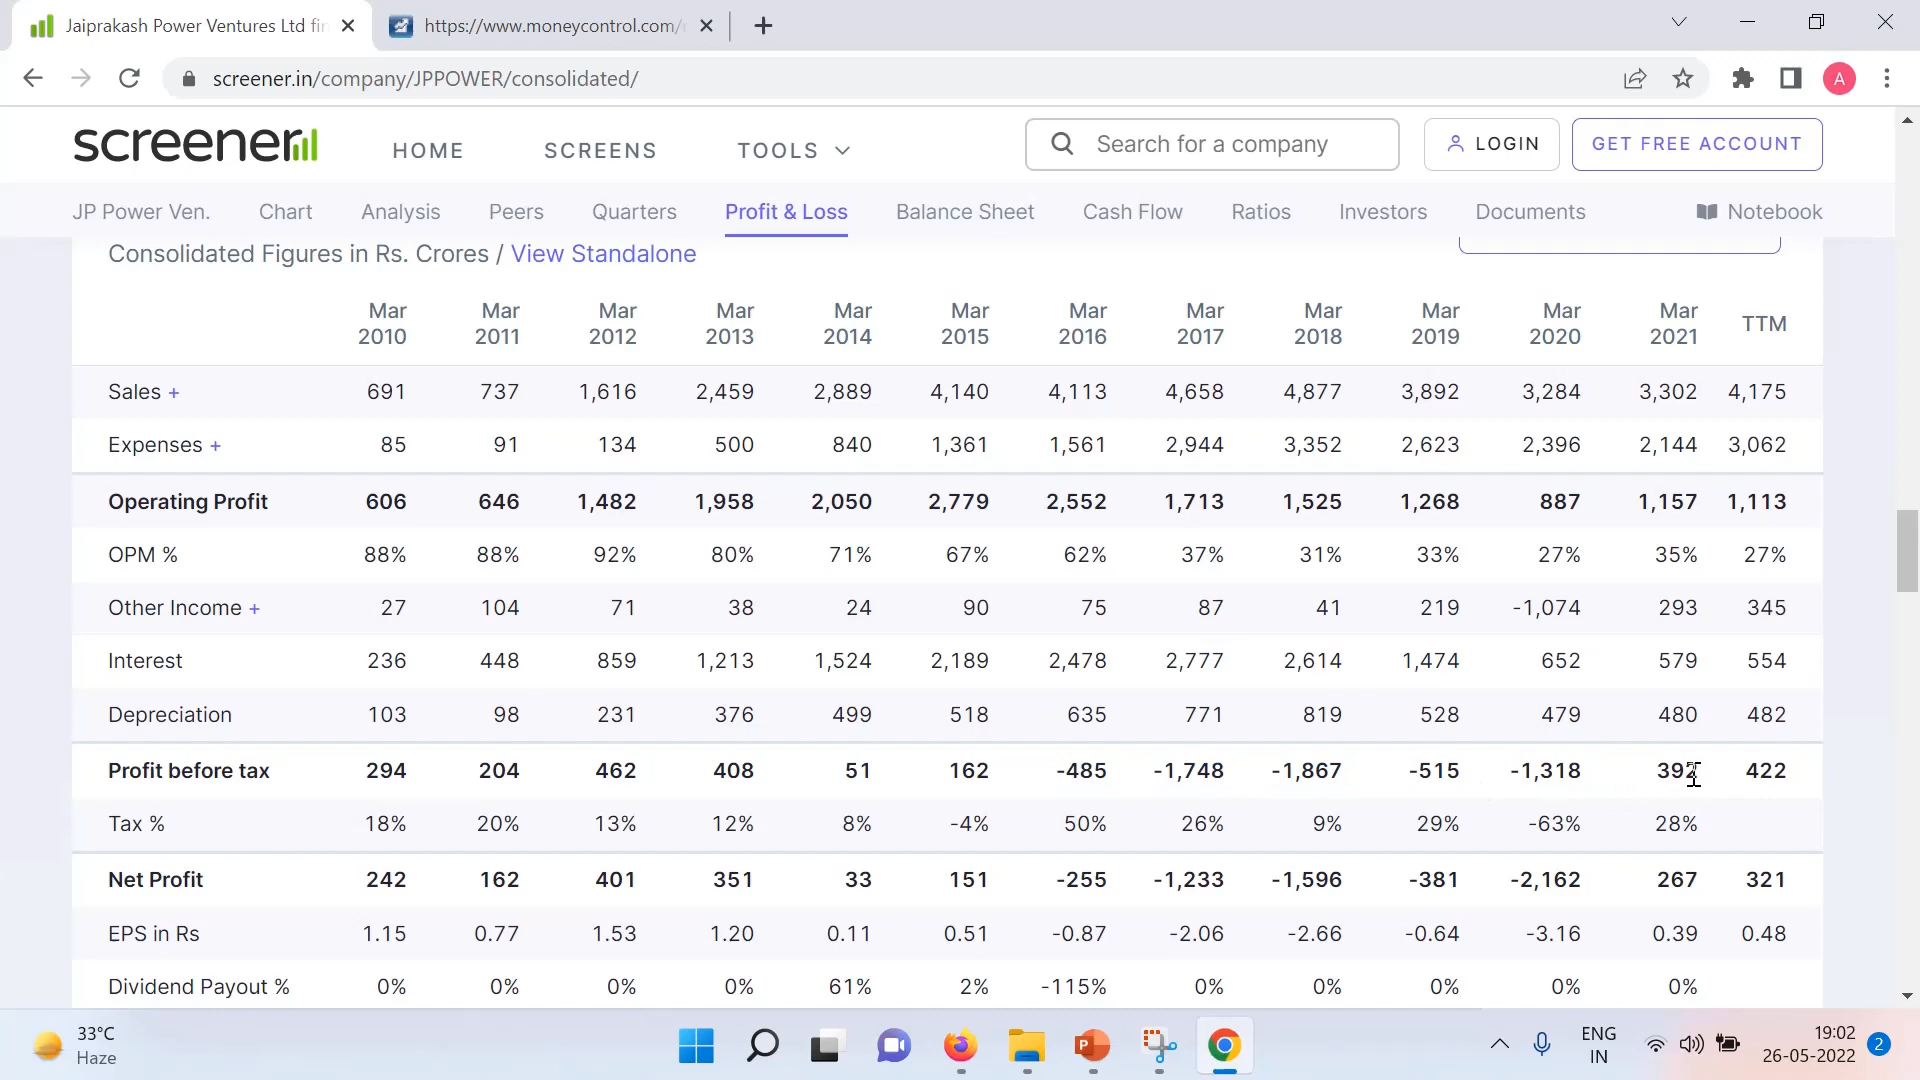 Jaiprakash Power Ventures Ltd fin
https://www.moneycontrol.com/
screener.in/company/JPPOWER/consolidated/
A
screener
HOME
SCREENS
TOOLS
Search for a company
LOGIN
GET FREE ACCOUNT
JP Power Ven. Chart Analysis Peers Quarters Profit & Loss Balance Sheet Cash Flow Ratios Investors Documents Notebook
Consolidated Figures in Rs. Crores / View Standalone
Mar 2010 Mar 2011 Mar 2012 Mar 2013 Mar 2014 Mar 2015 Mar 2016 Mar 2017 Mar 2018 Mar 2019 Mar 2020 Mar 2021 TTM
Sales + 691 737 1,616 2,459 2,889 4,140 4,113 4,658 4,877 3,892 3,284 3,302 4,175
Expenses + 85 91 134 500 840 1,361 1,561 2,944 3,352 2,623 2,396 2,144 3,062
Operating Profit 606 646 1,482 1,958 2,050 2,779 2,552 1,713 1,525 1,268 887 1,157 1,113
OPM % 88% 88% 92% 80% 71% 67% 62% 37% 31% 33% 27% 35% 27%
Other Income + 27 104 71 38 24 90 75 87 41 219 -1,074 293 345
Interest 236 448 859 1,213 1,524 2,189 2,478 2,777 2,614 1,474 652 579 554
Depreciation 103 98 231 376 499 518 635 771 819 528 479 480 482
Profit before tax 294 204 462 408 51 162 -485 -1,748 -1,867 -515 -1,318 392 422
Tax % 18% 20% 13% 12% 8% -4% 50% 26% 9% 29% -63% 28%
Net Profit 242 162 401 351 33 151 -255 -1,233 -1,596 -381 -2,162 267 321
EPS in Rs 1.15 0.77 1.53 1.20 0.11 0.51 -0.87 -2.06 -2.66 -0.64 -3.16 0.39 0.48
Dividend Payout % 0% 0% 0% 0% 61% 2% -115% 0% 0% 0% 0% 0%
33°C
Haze
P
ENG
IN
19:02
26-05-2022
2